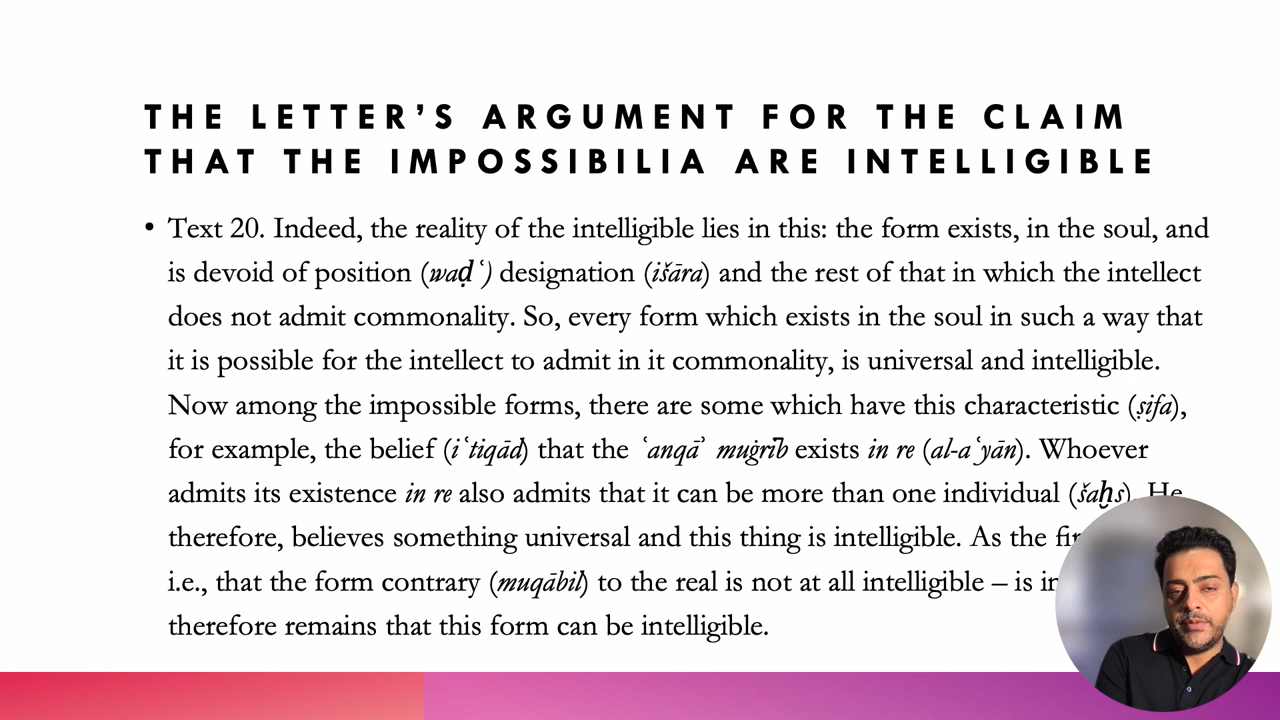 THE LETTER’S ARGUMENT FOR THE CLAIM
THAT THE IMPOSSIBILIA ARE INTELLIGIBLE
• Text 20. Indeed, the reality of the intelligible lies in this: the form exists, in the soul, and
is devoid of position (waḍʿ) designation (išāra) and the rest of that in which the intellect
does not admit commonality. So, every form which exists in the soul in such a way that
it is possible for the intellect to admit in it commonality, is universal and intelligible.
Now among the impossible forms, there are some which have this characteristic (ṣifa),
for example, the belief (iʿtiqād) that the ʿanqāʾ muġrib exists in re (al-aʿyān). Whoever
admits its existence in re also admits that it can be more than one individual (šaḫs). He
therefore, believes something universal and this thing is intelligible. As the
i.e., that the form contrary (muqābil) to the real is not at all intelligible – is
therefore remains that this form can be intelligible.